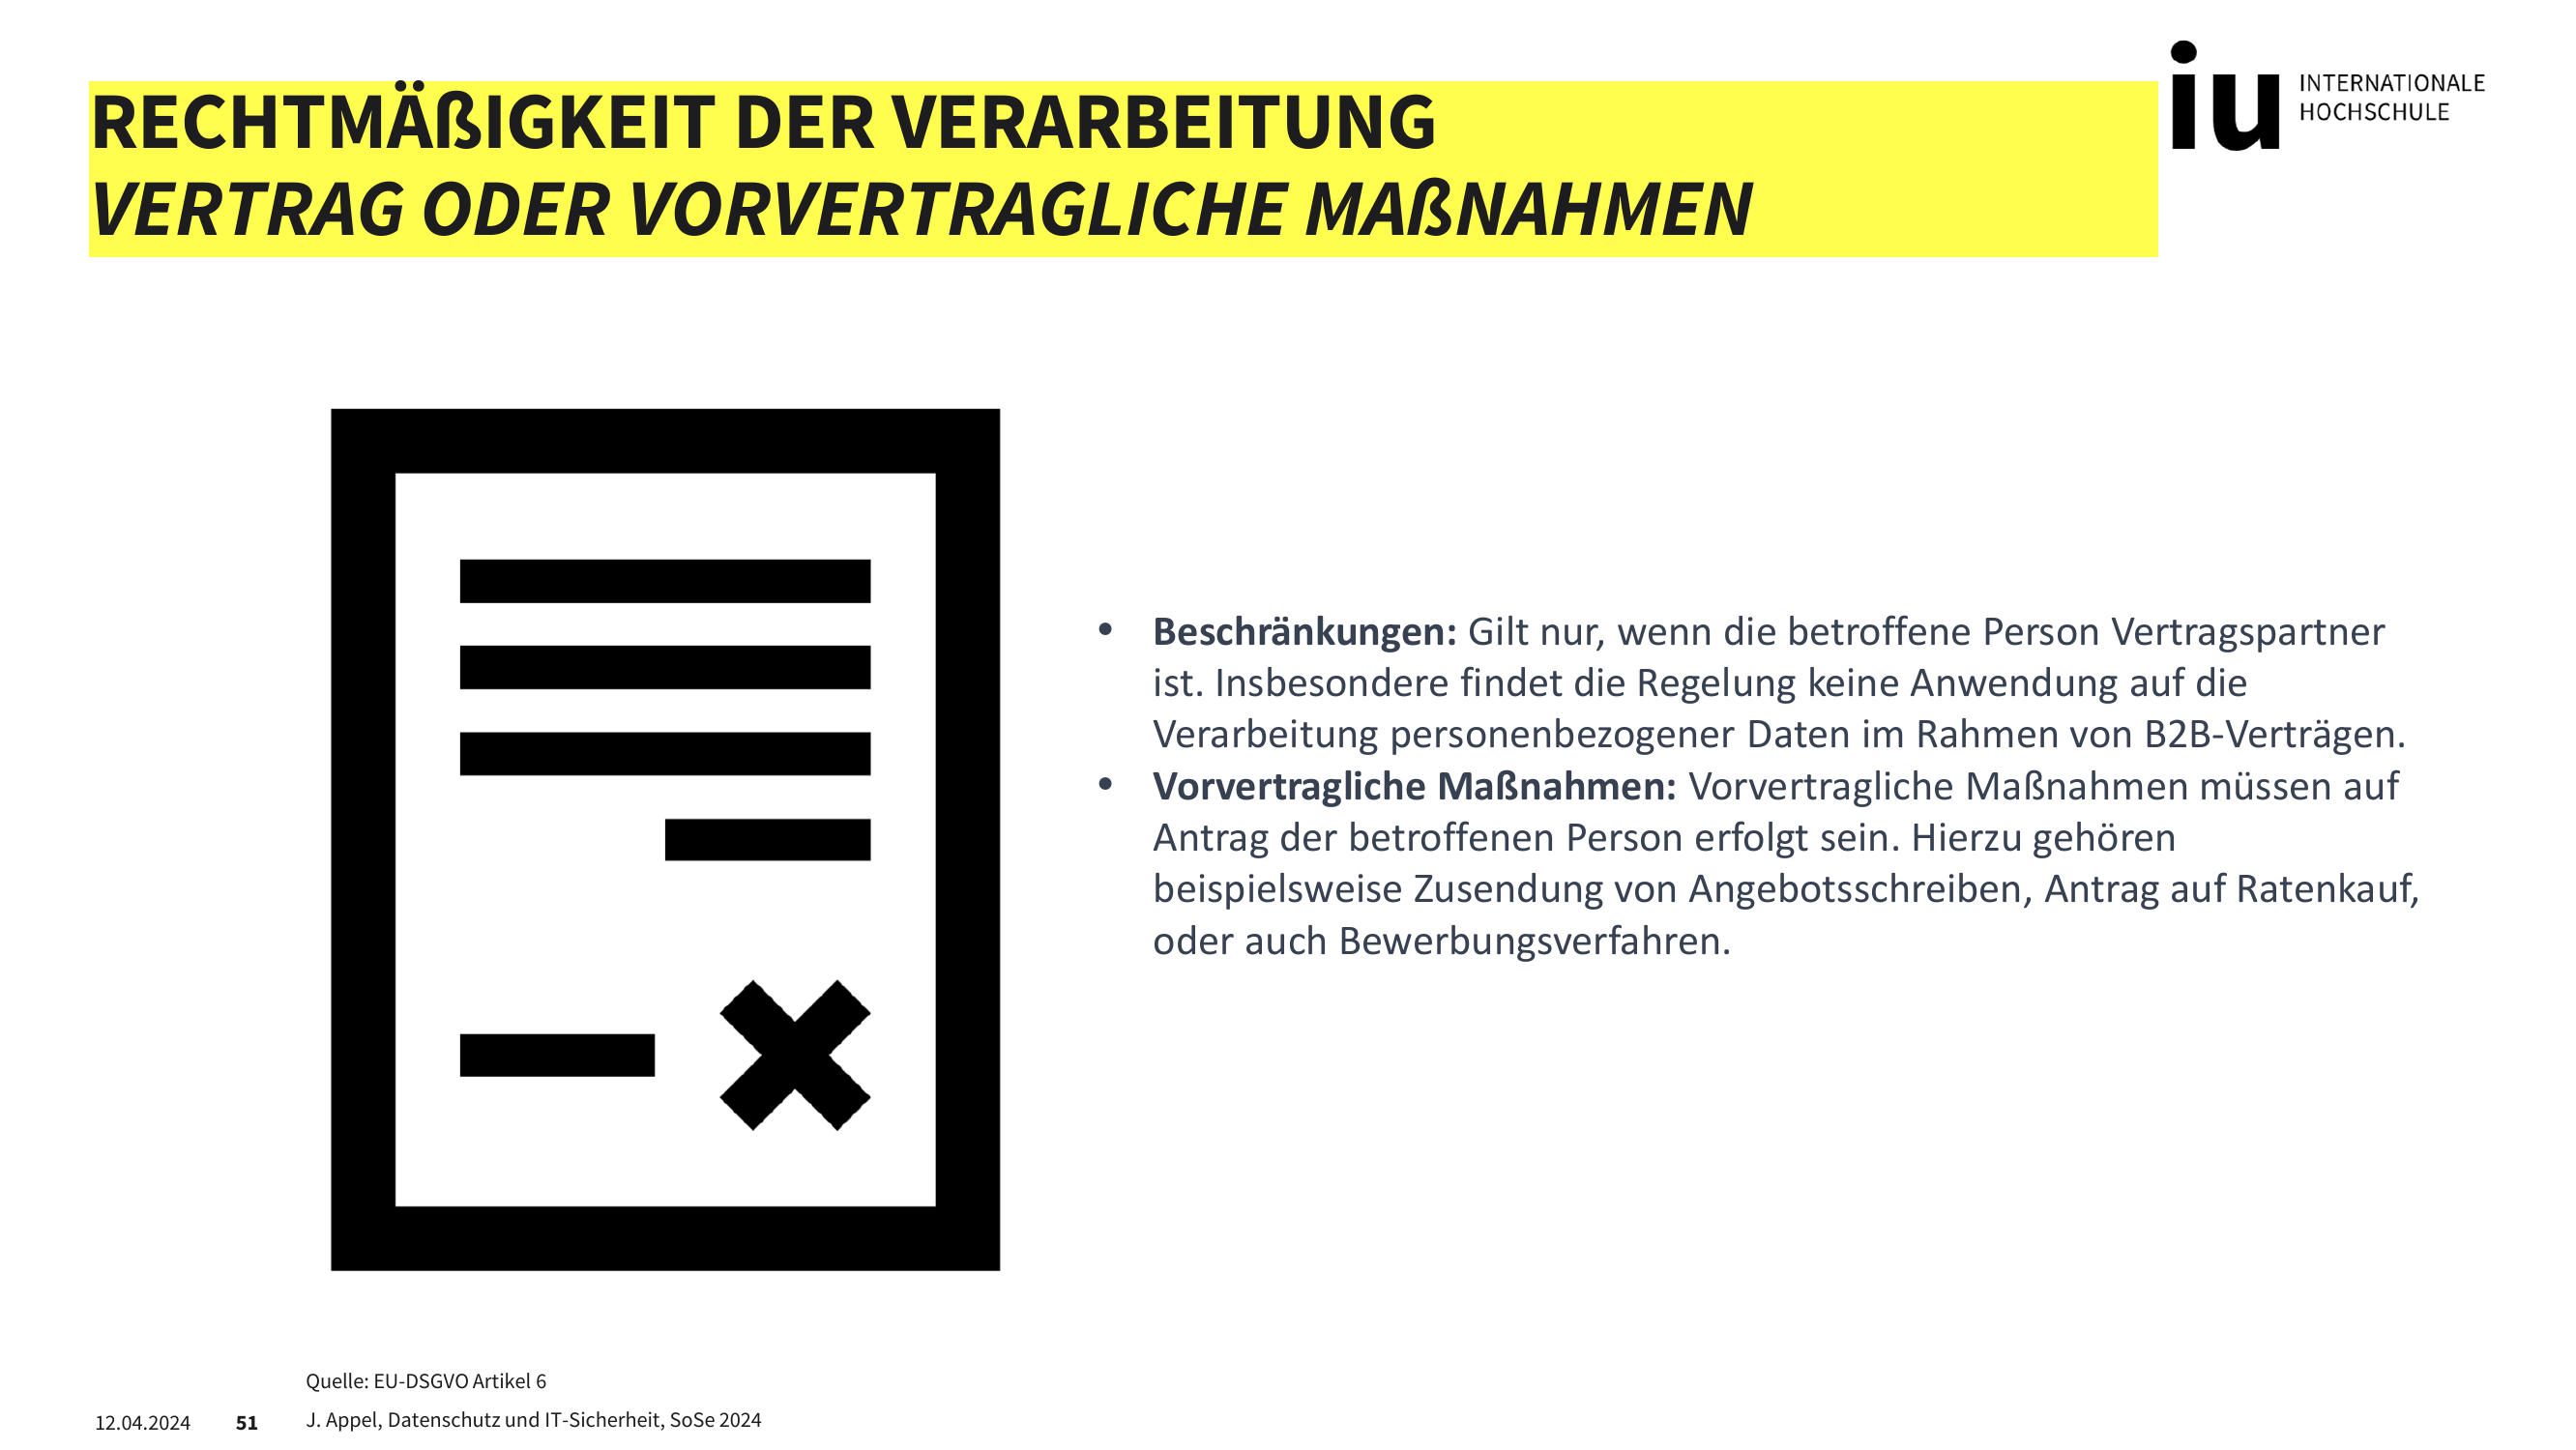 RECHTMÄßIGKEIT DER VERARBEITUNG
VERTRAG ODER VORVERTRAGLICHE MAßNAHMEN
iu INTERNATIONALE
HOCHSCHULE
• Beschränkungen: Gilt nur, wenn die betroffene Person Vertragspartner
ist. Insbesondere findet die Regelung keine Anwendung auf die
Verarbeitung personenbezogener Daten im Rahmen von B2B-Verträgen.
• Vorvertragliche Maßnahmen: Vorvertragliche Maßnahmen müssen auf
Antrag der betroffenen Person erfolgt sein. Hierzu gehören
beispielsweise Zusendung von Angebotsschreiben, Antrag auf Ratenkauf,
oder auch Bewerbungsverfahren.
Quelle: EU-DSGVO Artikel 6
12.04.2024 51 J. Appel, Datenschutz und IT-Sicherheit, SoSe 2024